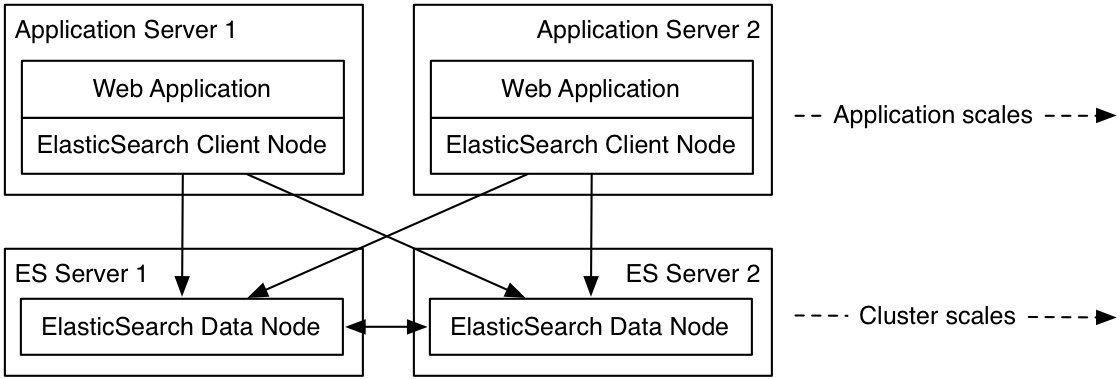 Application Server 1
Web Application
ElasticSearch Client Node
Application Server 2
Web Application
ElasticSearch Client Node
Application scales
ES Server 1
ElasticSearch Data Node
ES Server 2
ElasticSearch Data Node
Cluster scales